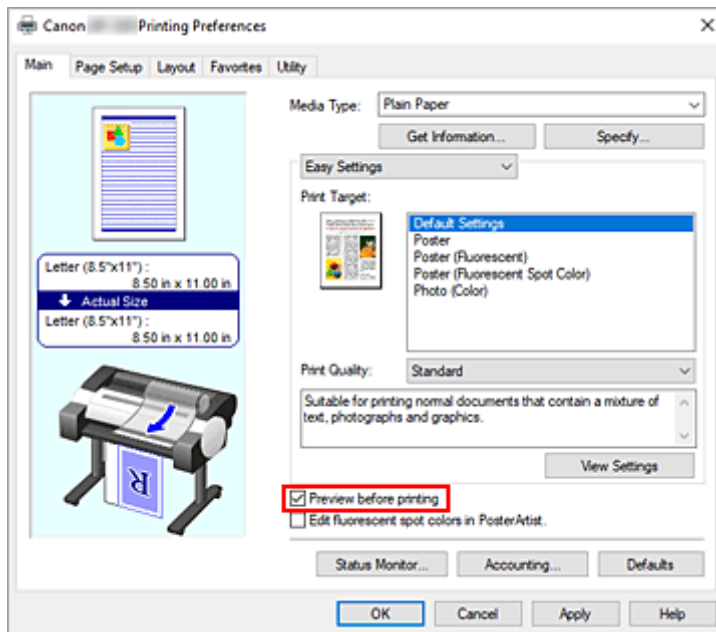 Canon Printing Preferences
Main Page Setup Layout Favorites Utility
Media Type: Plain Paper
Get Information... Specify...
Easy Settings
Print Target:
Default Settings
Poster
Poster (Fluorescent)
Poster (Fluorescent Spot Color)
Photo (Color)
Letter (8.5"x11") :
8.50 in x 11.00 in
Actual Size
Letter (8.5"x11") :
8.50 in x 11.00 in
Print Quality: Standard
Suitable for printing normal documents that contain a mixture of
text, photographs and graphics.
View Settings
Preview before printing
Edit fluorescent spot colors in PosterArtist.
Status Monitor... Accounting... Defaults
OK Cancel Apply Help
R